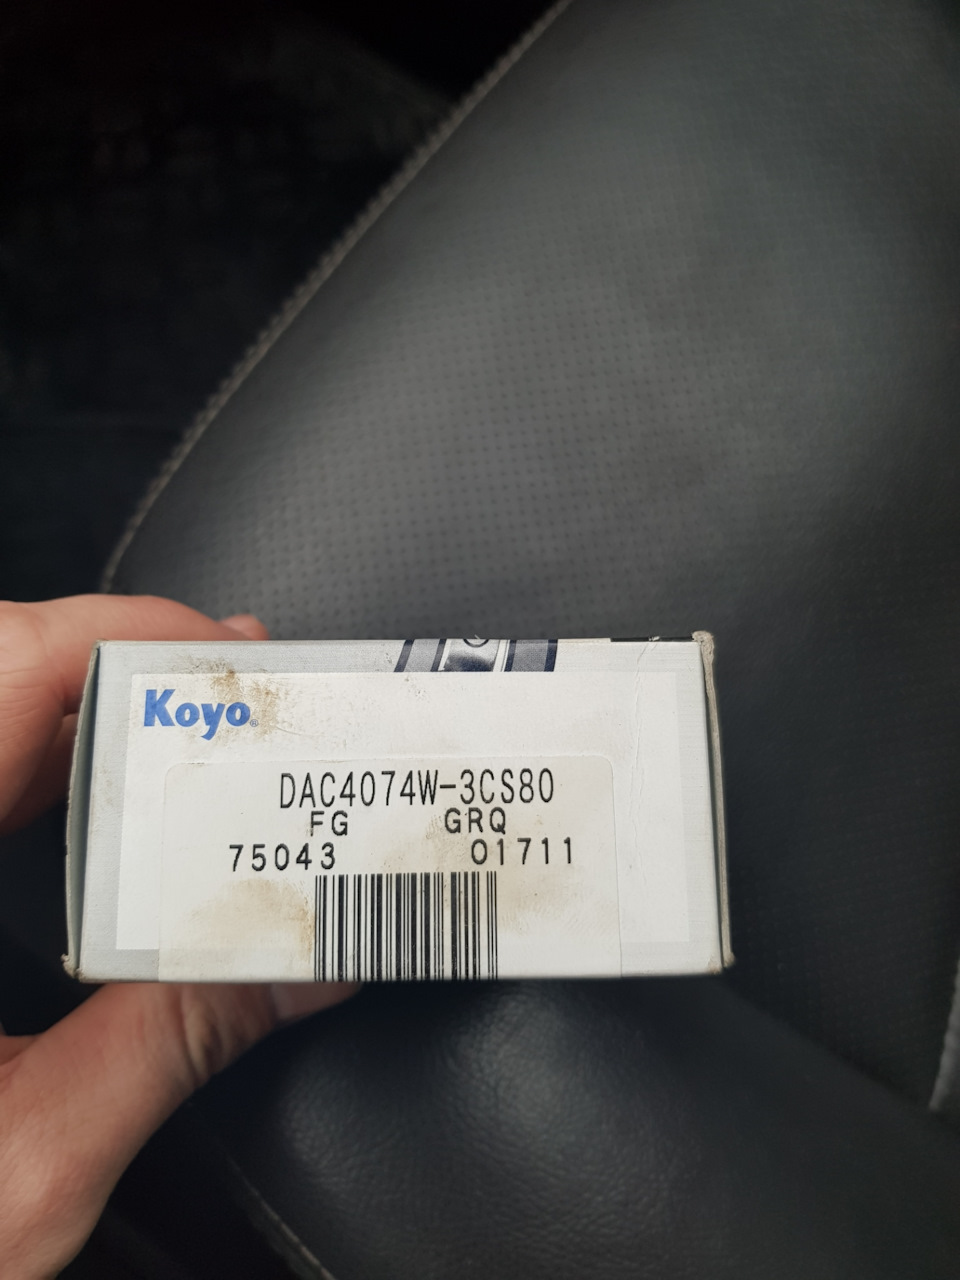 Koyo®
DAC4074W-3CS80
FG GRQ
75043 01711